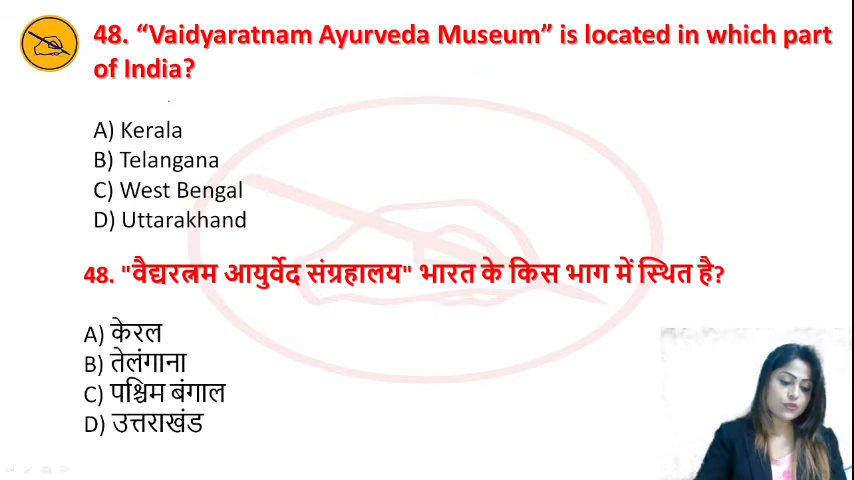 48. “Vaidyaratnam Ayurveda Museum” is located in which part
of India?
A) Kerala
B) Telangana
C) West Bengal
D) Uttarakhand
48. "वैद्यरत्नम आयुर्वेद संग्रहालय" भारत के किस भाग में स्थित है?
A) केरल
B) तेलंगाना
C) पश्चिम बंगाल
D) उत्तराखंड